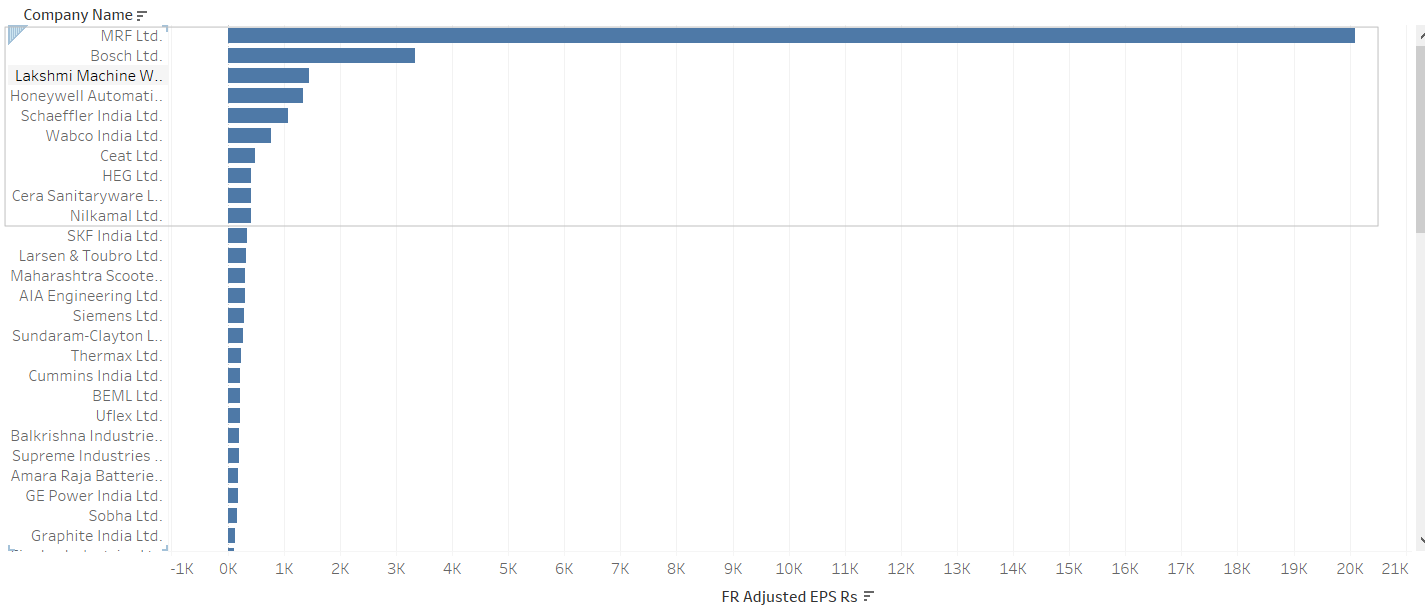 Company Name
MRF Ltd.
Bosch Ltd.
Lakshmi Machine W..
Honeywell Automati..
Schaeffler India Ltd.
Wabco India Ltd.
Ceat Ltd.
HEG Ltd.
Cera Sanitaryware L..
Nilkamal Ltd.
SKF India Ltd.
Larsen & Toubro Ltd.
Maharashtra Scoote..
AIA Engineering Ltd.
Siemens Ltd.
Sundaram-Clayton L..
Thermax Ltd.
Cummins India Ltd.
BEML Ltd.
Uflex Ltd.
Balkrishna Industrie..
Supreme Industries ..
Amara Raja Batterie..
GE Power India Ltd.
Sobha Ltd.
Graphite India Ltd.
-1K 0K 1K 2K 3K 4K 5K 6K 7K 8K 9K 10K 11K 12K 13K 14K 15K 16K 17K 18K 19K 20K 21K
FR Adjusted EPS Rs